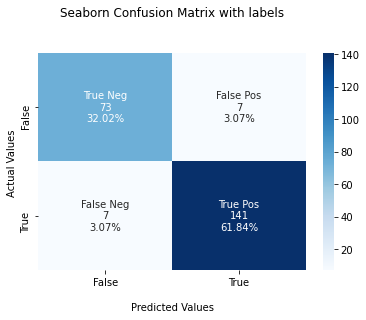 Seaborn Confusion Matrix with labels
True Neg
73
32.02%
False Pos
7
3.07%
False Neg
7
3.07%
True Pos
141
61.84%
Actual Values
False
True
False
True
Predicted Values
140
120
100
80
60
40
20